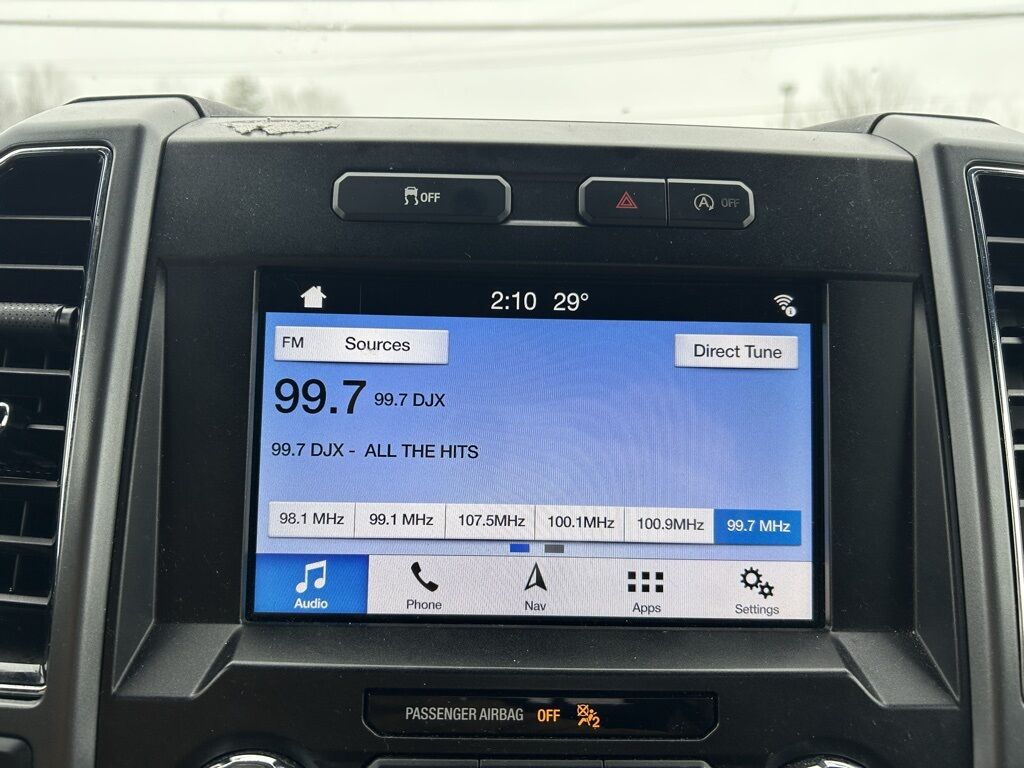 OFF
OFF
2:10 29°
FM Sources
Direct Tune
99.7 99.7 DJX
99.7 DJX - ALL THE HITS
98.1 MHz 99.1 MHz 107.5MHz 100.1MHz 100.9MHz 99.7 MHz
Audio Phone Nav Apps Settings
PASSENGER AIRBAG OFF 2